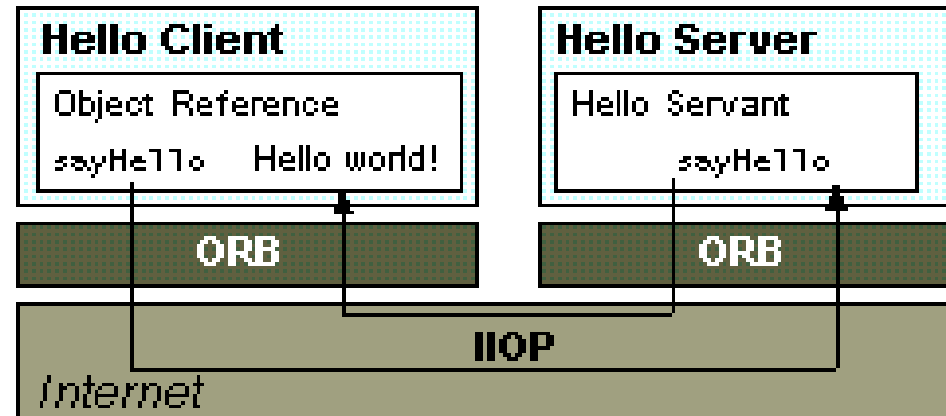 Hello Client
Object Reference
sayHello Hello world!
ORB
Hello Server
Hello Servant
sayHello
ORB
IIOP
Internet